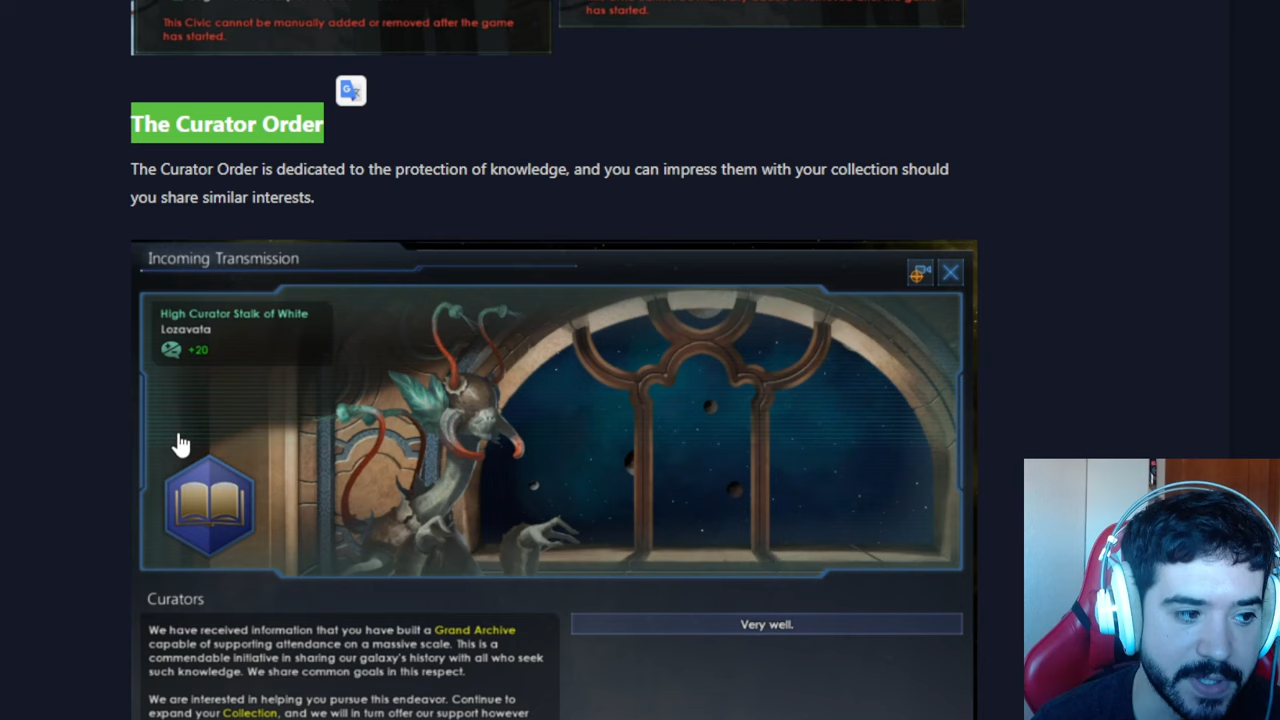 This Civic cannot be manually added or removed after the game
has started.
has started.
The Curator Order
The Curator Order is dedicated to the protection of knowledge, and you can impress them with your collection should
you share similar interests.
Incoming Transmission
High Curator Stalk of White
Lozavata
+20
Curators
We have received information that you have built a Grand Archive
capable of supporting attendance on a massive scale. This is a
commendable initiative in sharing our galaxy's history with all who seek
such knowledge. We share common goals in this respect.
We are interested in helping you pursue this endeavor. Continue to
expand your Collection, and we will in turn offer our support however
Very well.